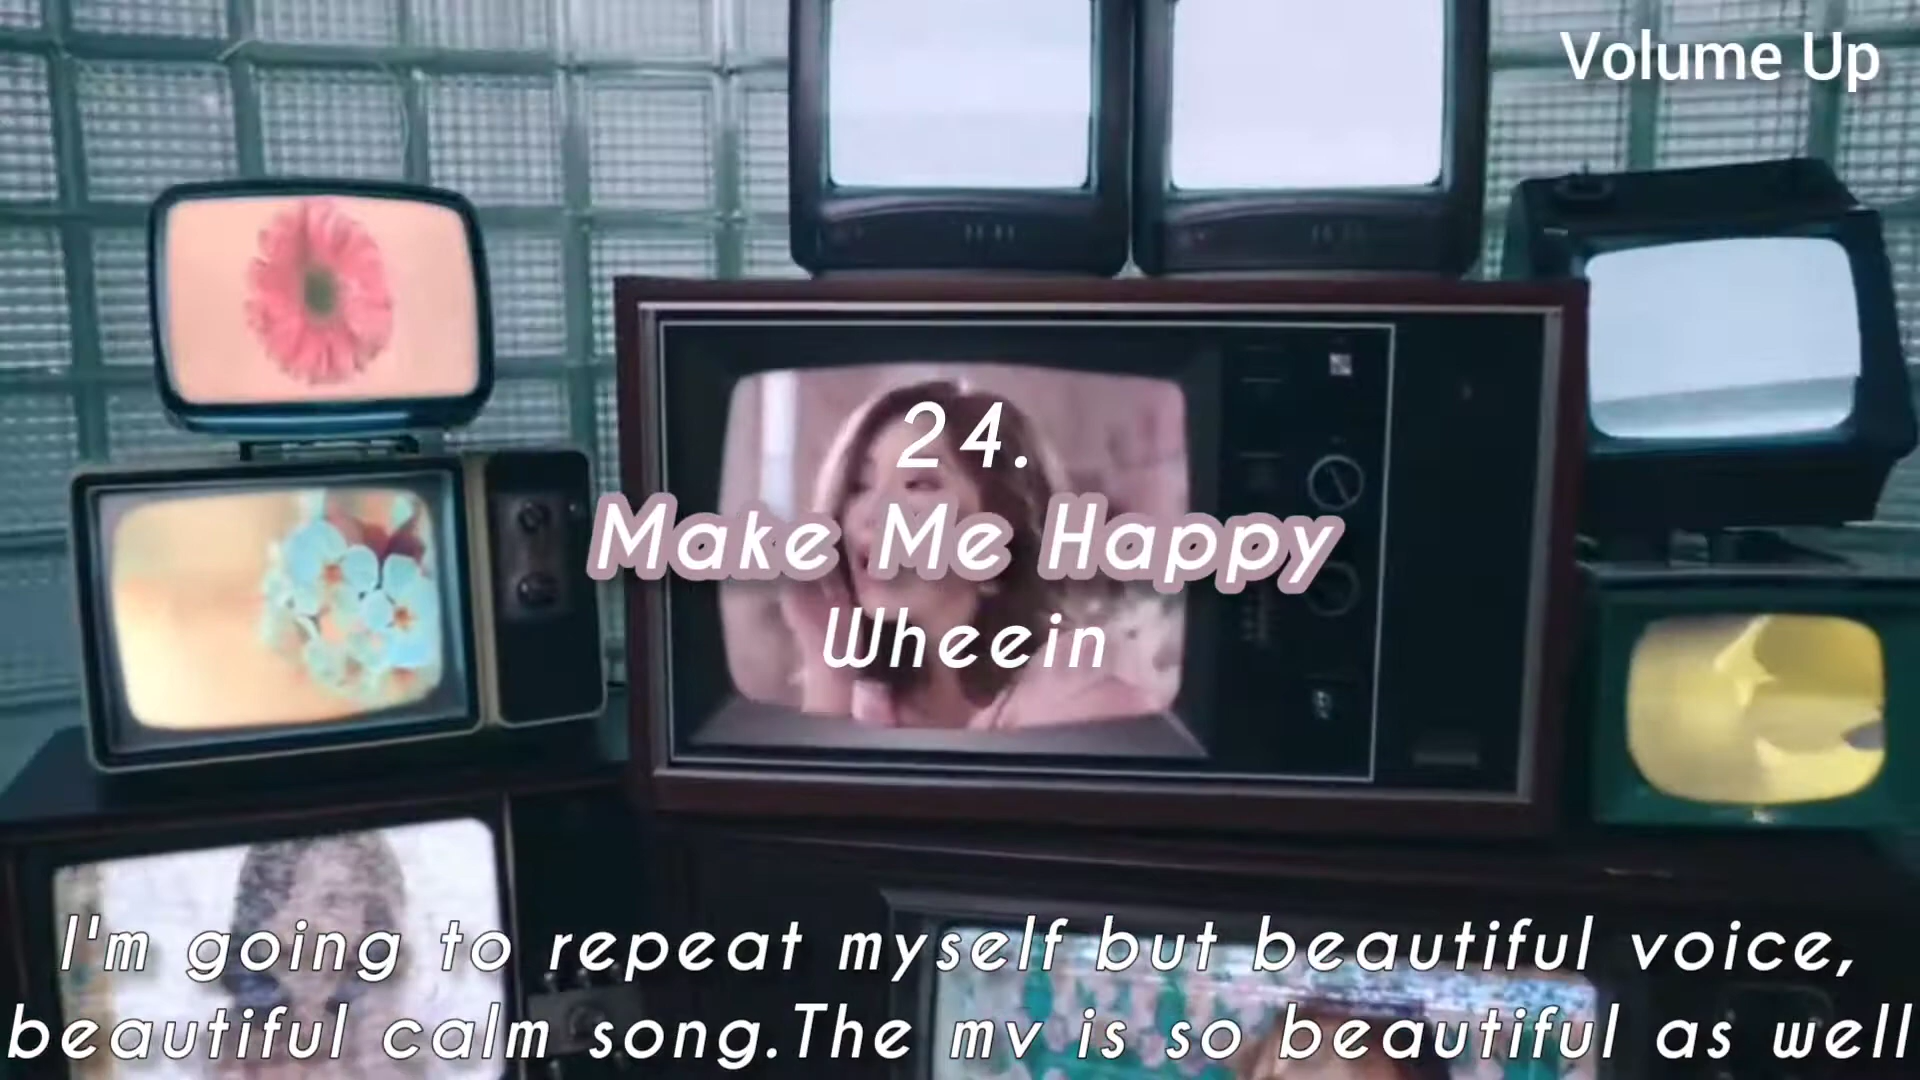 Volume Up
24.
Make Me Happy
Wheein
I'm going to repeat myself but beautiful voice,
beautiful calm song.The mv is so beautiful as well